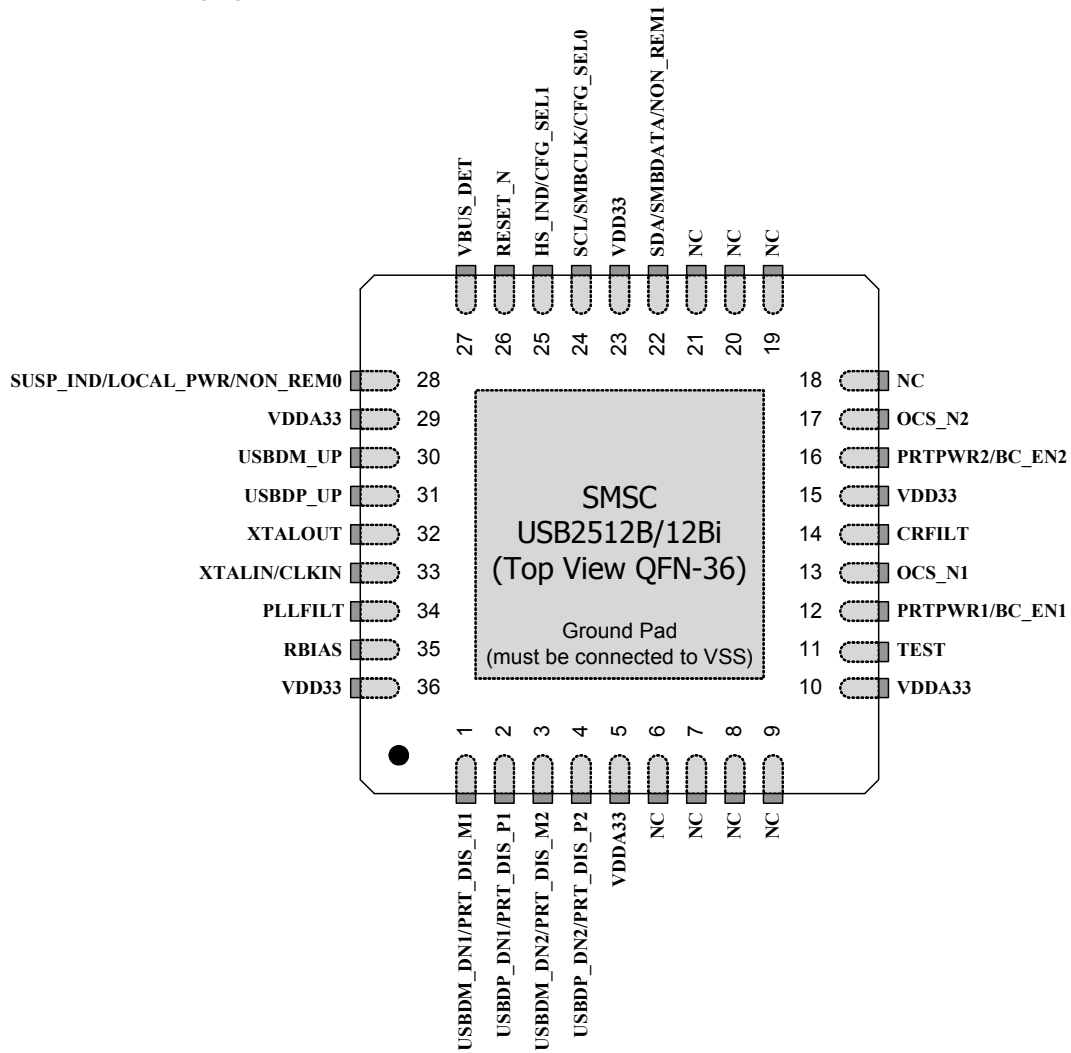 VBUS_DET
RESET_N
HS_IND/CFG_SEL1
SCL/SMBCLK/CFG_SEL0
VDD33
SDA/SMBDATA/NON_REM1
NC
NC
NC
27
26
25
24
23
22
21
20
19
SUSP_IND/LOCAL_PWR/NON_REM0 28
VDDA33 29
USBDM_UP 30
USBDP_UP 31
XTALOUT 32
XTALIN/CLKIN 33
PLLFILT 34
RBIAS 35
VDD33 36
SMSC
USB2512B/12Bi
(Top View QFN-36)
Ground Pad
(must be connected to VSS)
18 NC
17 OCS_N2
16 PRTPWR2/BC_EN2
15 VDD33
14 CRFILT
13 OCS_N1
12 PRTPWR1/BC_EN1
11 TEST
10 VDDA33
1
2
3
4
5
6
7
8
9
USBDM_DN1/PRT_DIS_M1
USBDP_DN1/PRT_DIS_P1
USBDM_DN2/PRT_DIS_M2
USBDP_DN2/PRT_DIS_P2
VDDA33
NC
NC
NC
NC